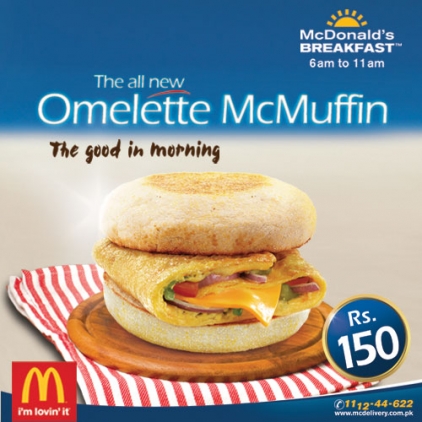 McDonald's
BREAKFAST™
6am to 11am
The all new
Omelette McMuffin
The good in morning
Rs.
150
i'm lovin' it
1112-44-622
www.mcdelivery.com.pk